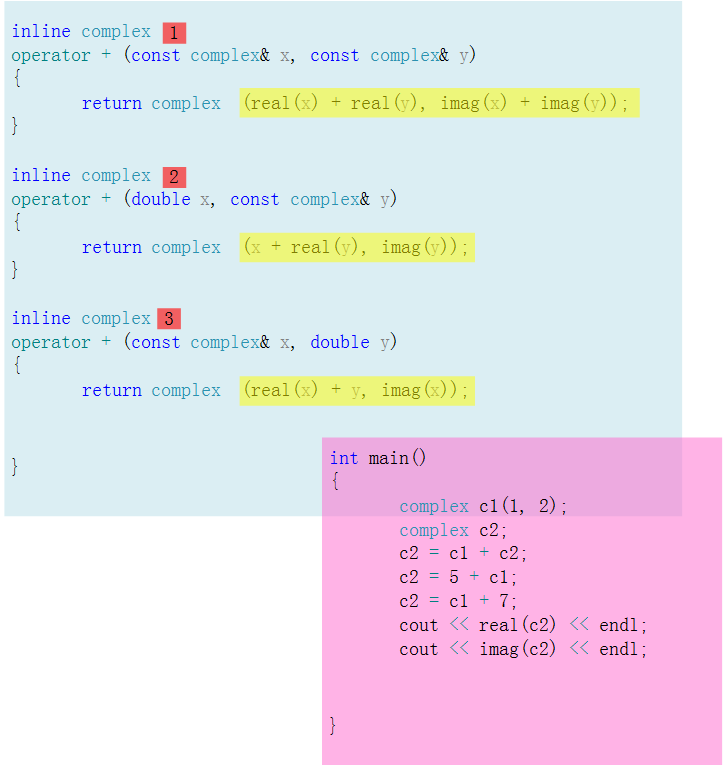 inline complex 1
operator + (const complex& x, const complex& y)
{
return complex (real(x) + real(y), imag(x) + imag(y));
}
inline complex 2
operator + (double x, const complex& y)
{
return complex (x + real(y), imag(y));
}
inline complex 3
operator + (const complex& x, double y)
{
return complex (real(x) + y, imag(x));
}
int main()
{
complex c1(1, 2);
complex c2;
c2 = c1 + c2;
c2 = 5 + c1;
c2 = c1 + 7;
cout << real(c2) << endl;
cout << imag(c2) << endl;
}